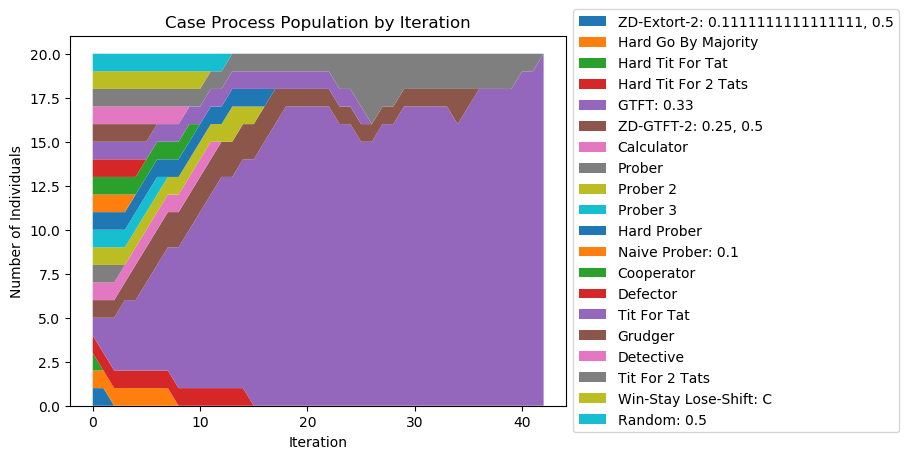 Case Process Population by Iteration
Number of Individuals
20.0
17.5
15.0
12.5
10.0
7.5
5.0
2.5
0.0
0
10
20
30
40
Iteration
ZD-Extort-2: 0.1111111111111111, 0.5
Hard Go By Majority
Hard Tit For Tat
Hard Tit For 2 Tats
GTFT: 0.33
ZD-GTFT-2: 0.25, 0.5
Calculator
Prober
Prober 2
Prober 3
Hard Prober
Naive Prober: 0.1
Cooperator
Defector
Tit For Tat
Grudger
Detective
Tit For 2 Tats
Win-Stay Lose-Shift: C
Random: 0.5